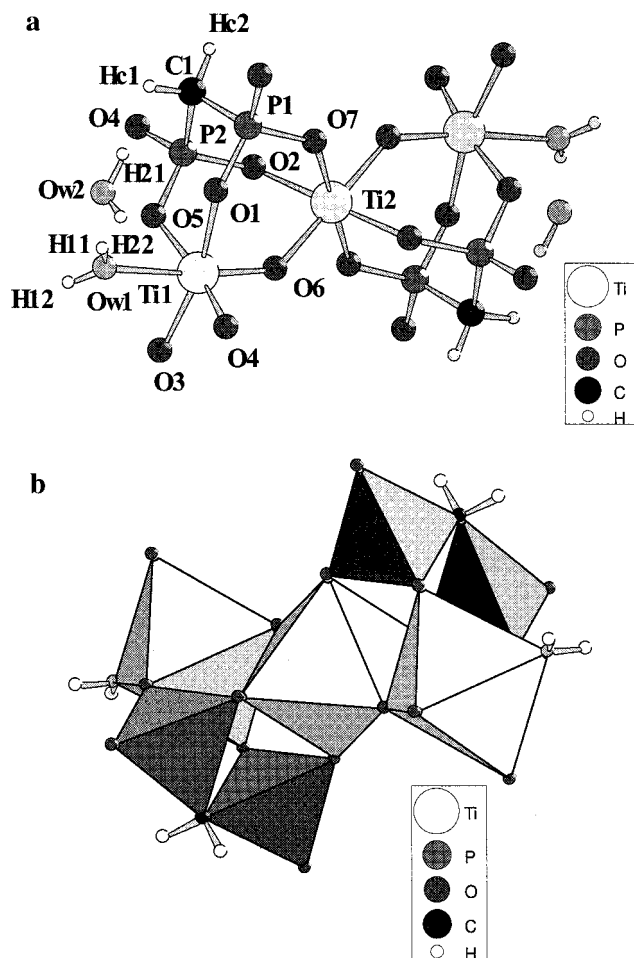 a
Hc2
Hc1 C1
O4 P1 O7
P2 O2
H21
Ow2
O5 O1 Ti2
H11 H22
H12 Ow1 Ti1 O6
O4
O3
Ti
P
O
C
H
b
Ti
P
O
C
H